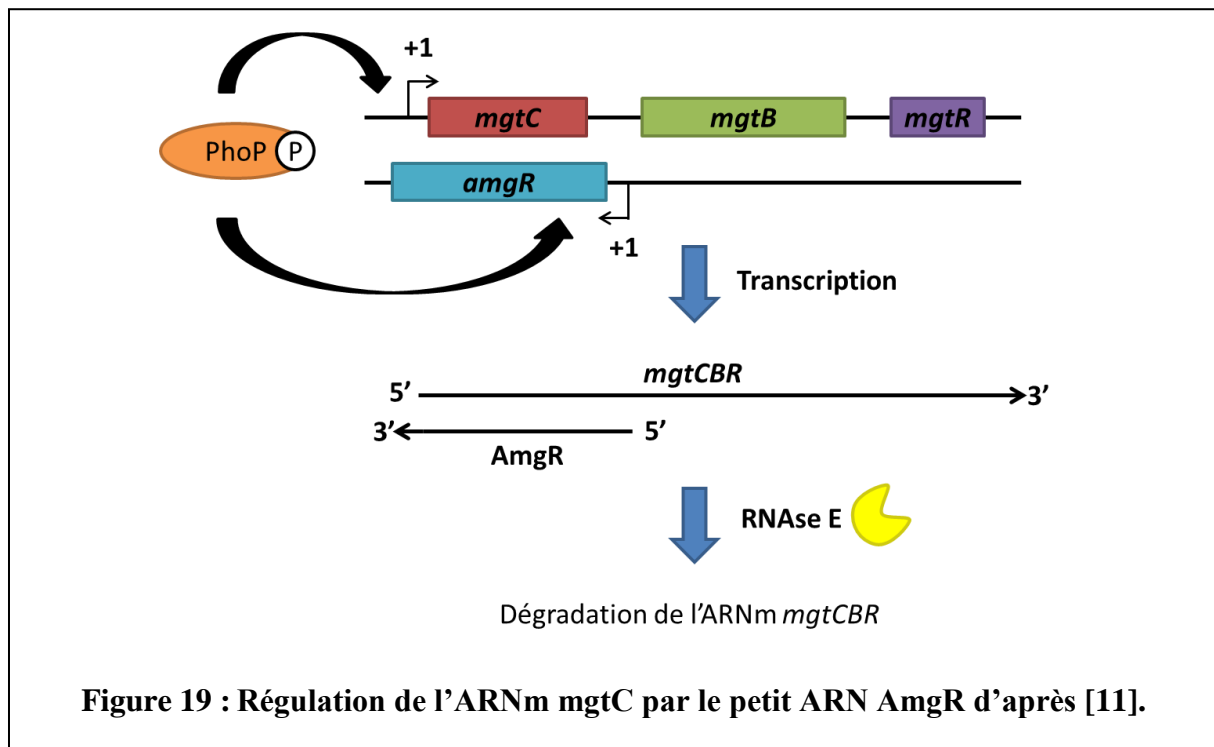 +1
mgtC mgtB mgtR
PhoP P
amgR
+1
Transcription
mgtCBR
5’ 3’
3’ 5’
AmgR
RNAse E
Dégradation de l’ARNm mgtCBR
Figure 19 : Régulation de l’ARNm mgtC par le petit ARN AmgR d’après [11].